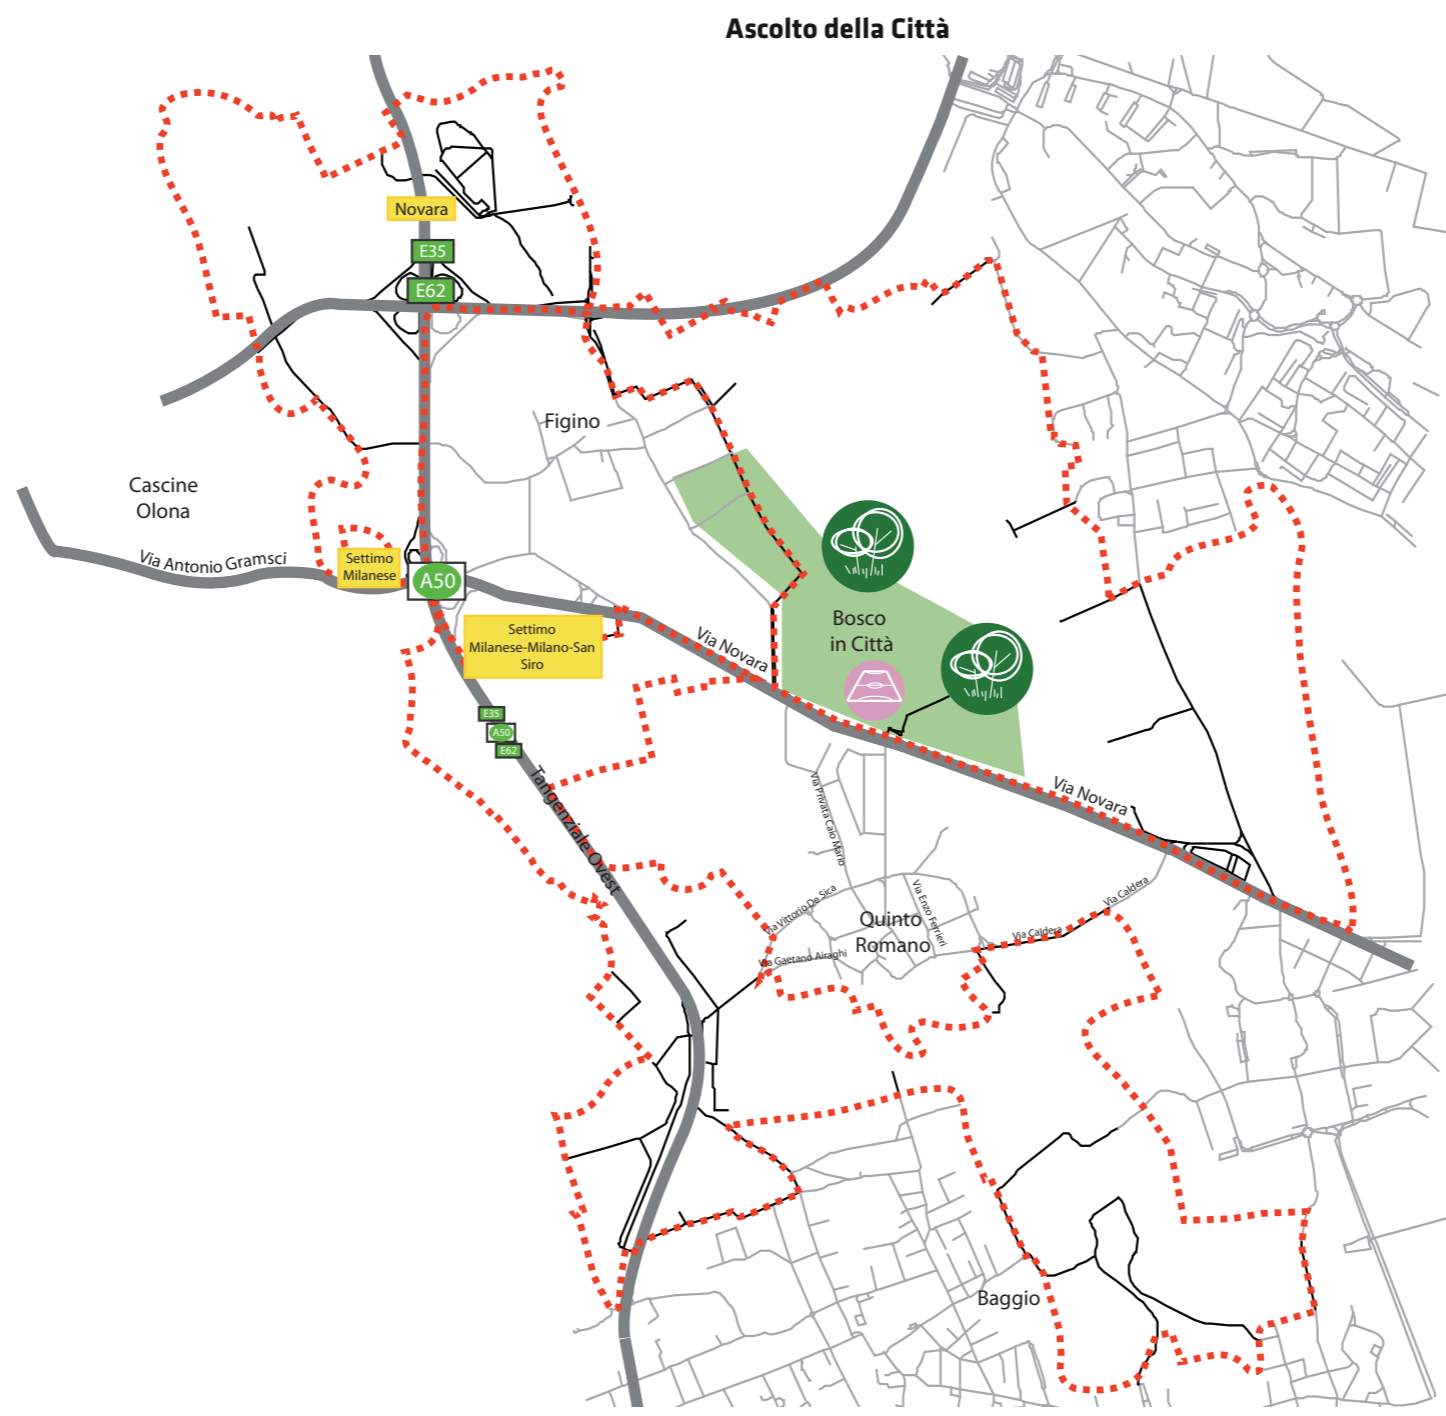 Ascolto della Città
Novara
E35
E62
Figino
Cascine
Olona
Via Antonio Gramsci
Settimo
Milanese
A50
Settimo
Milanese-Milano-San
Siro
Via Novara
Bosco
in Città
E35
A50
E62
Tangenziale Ovest
Via Privata Caio Mario
Via Novara
Via Vittorio De Sica
Via Enzo Ferrieri
Via Caldera
Quinto
Romano
Via Caldera
Via Gaetano Airaghi
Baggio